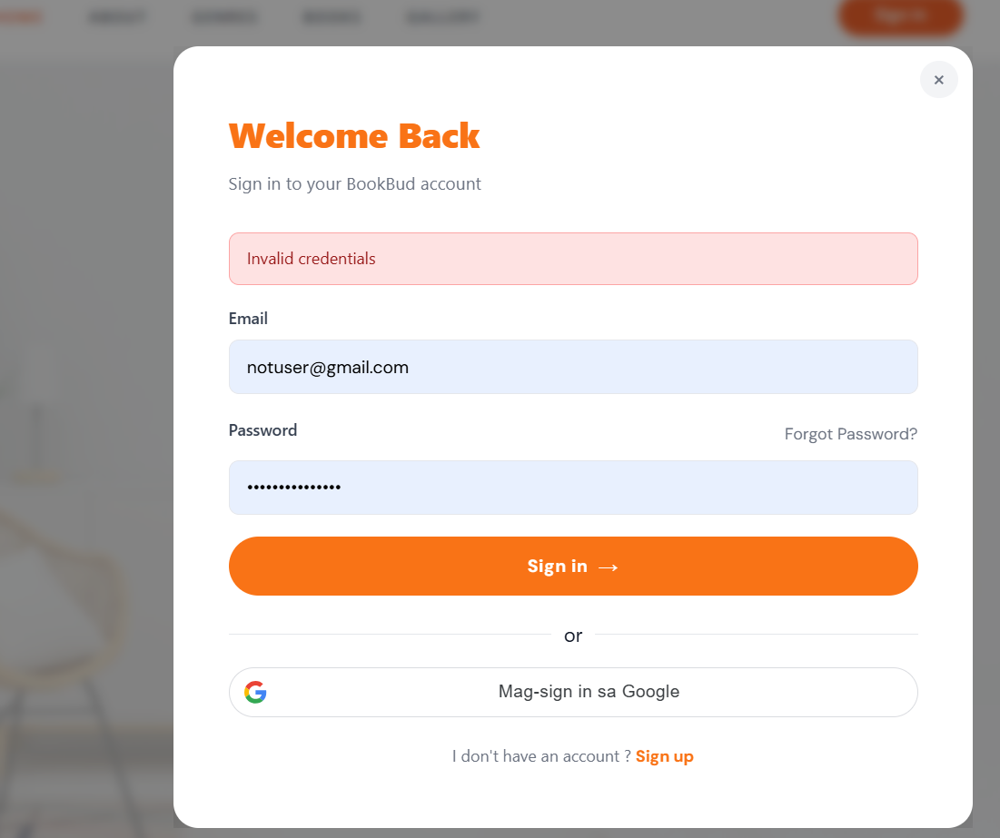 HOME ABOUT GENRES BOOKS GALLERY Sign in
×
Welcome Back
Sign in to your BookBud account
Invalid credentials
Email
notuser@gmail.com
Password
Forgot Password?
•••••••••••••••
Sign in →
or
Mag-sign in sa Google
I don't have an account ? Sign up